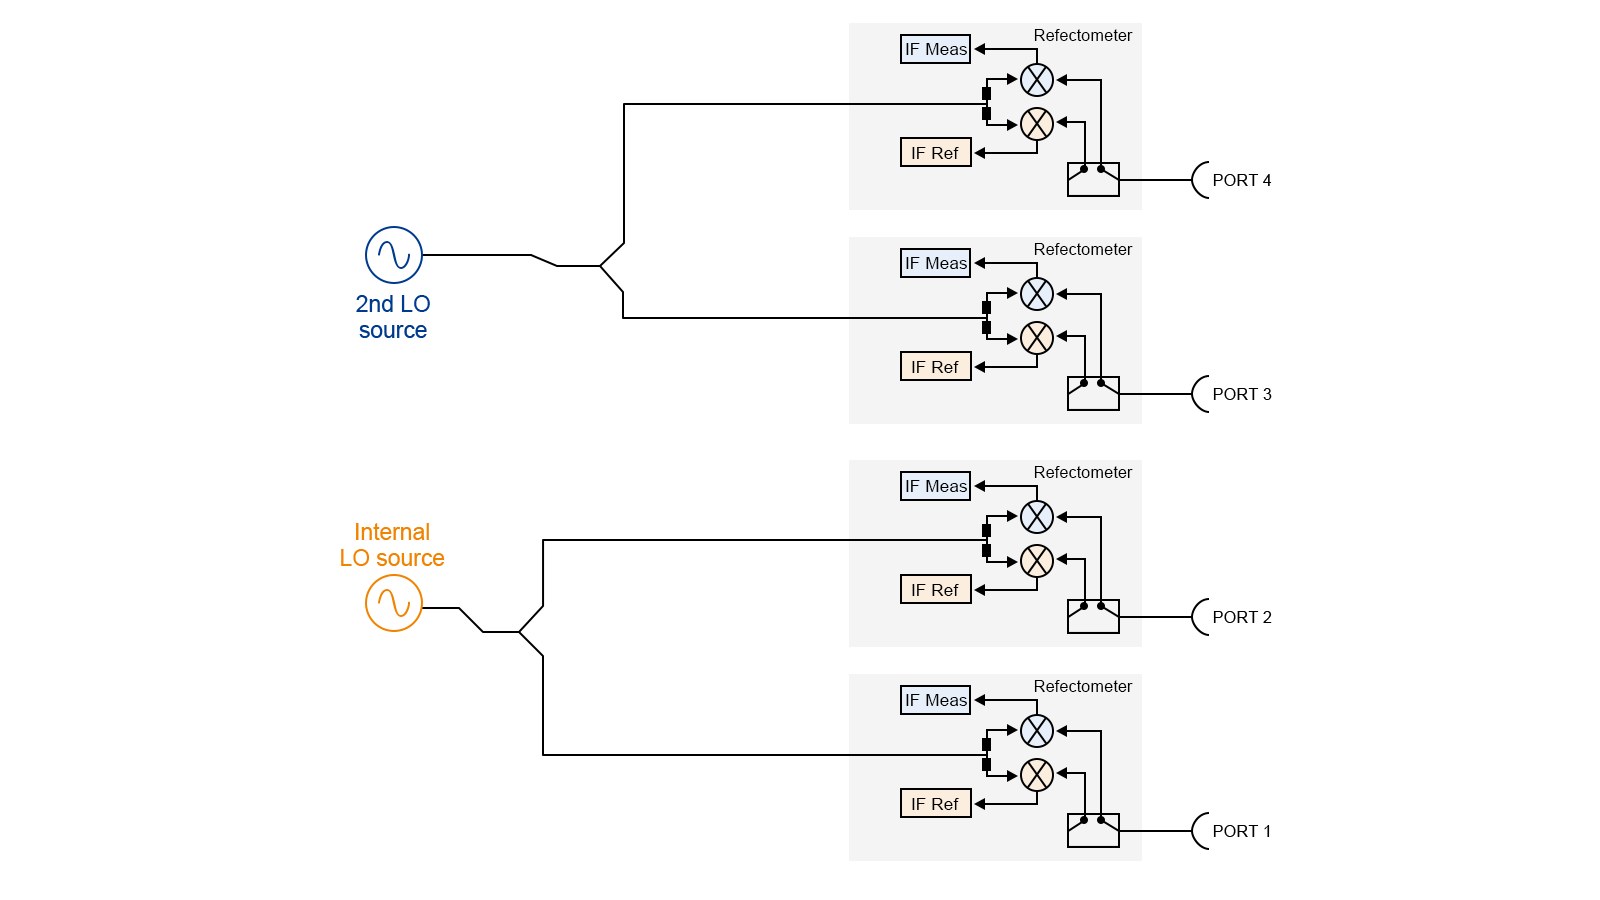 Refectometer
IF Meas
IF Ref
PORT 4
Refectometer
IF Meas
IF Ref
PORT 3
2nd LO
source
Refectometer
IF Meas
IF Ref
PORT 2
Internal
LO source
Refectometer
IF Meas
IF Ref
PORT 1